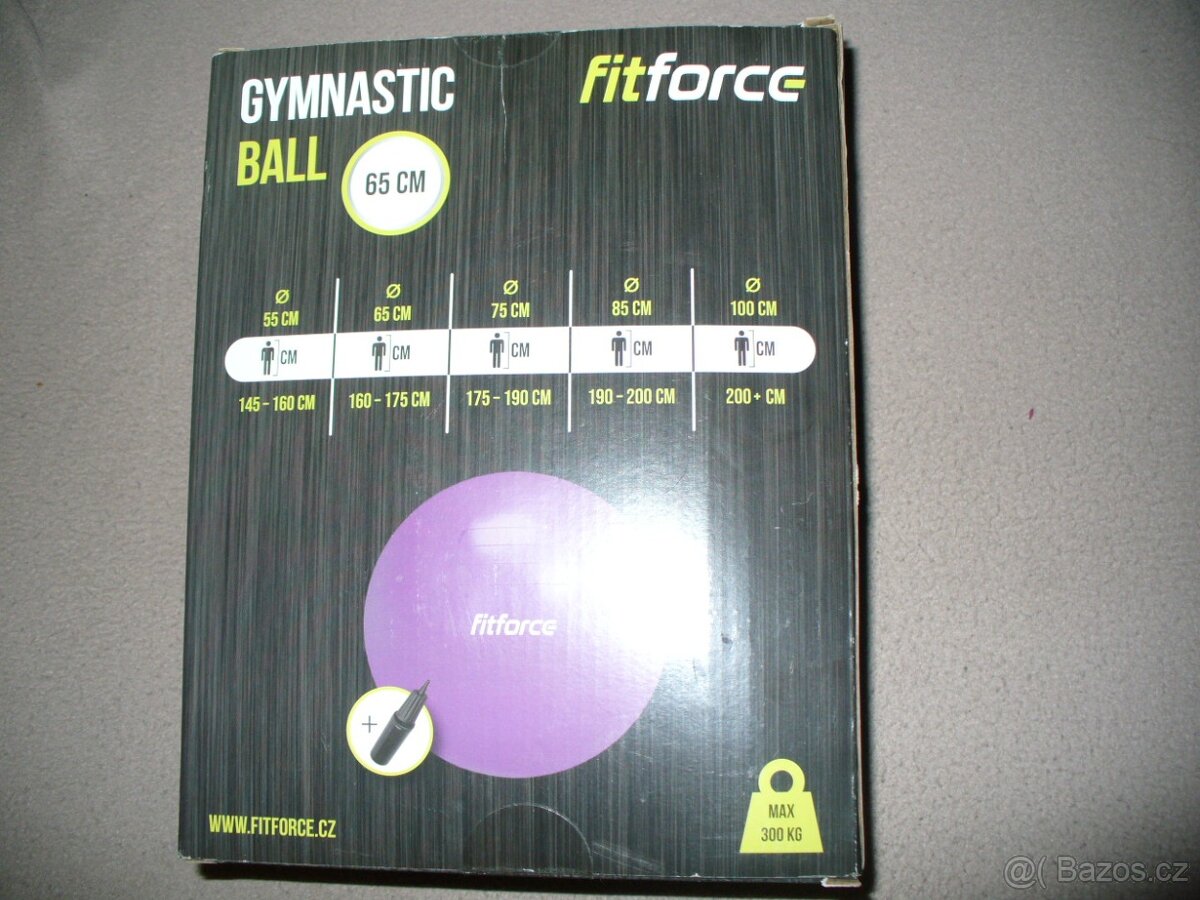 GYMNASTIC
BALL
65 CM
fitforce
Ø Ø Ø Ø Ø
55 CM 65 CM 75 CM 85 CM 100 CM
CM CM CM CM CM
145 – 160 CM 160 – 175 CM 175 – 190 CM 190 – 200 CM 200 + CM
fitforce
+
WWW.FITFORCE.CZ
MAX
300 KG
@( Bazos.cz